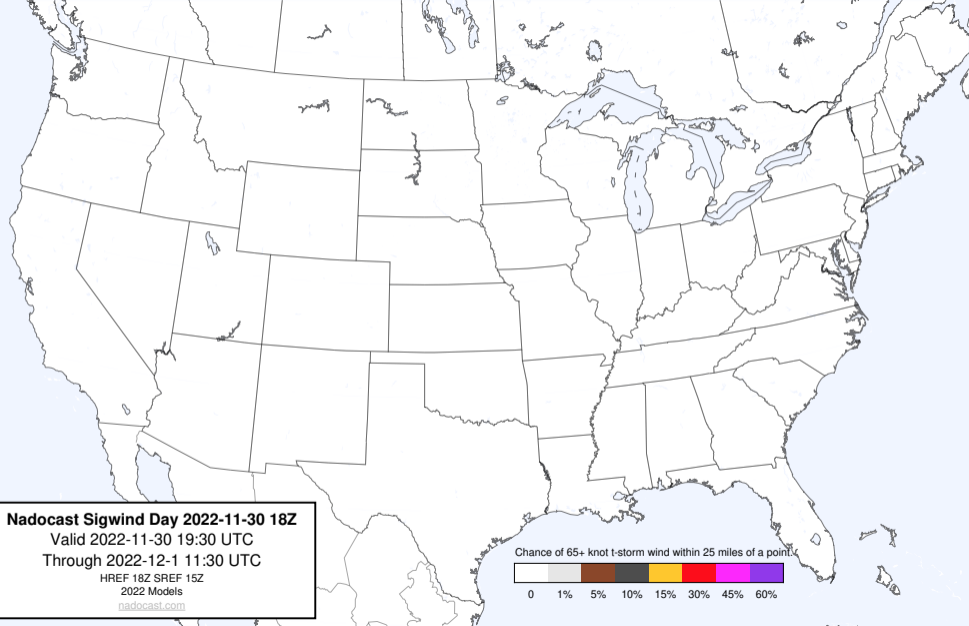 Nadocast Sigwind Day 2022-11-30 18Z
Valid 2022-11-30 19:30 UTC
Through 2022-12-1 11:30 UTC
HREF 18Z SREF 15Z
2022 Models
nadocast.com
Chance of 65+ knot t-storm wind within 25 miles of a point.
0 1% 5% 10% 15% 30% 45% 60%